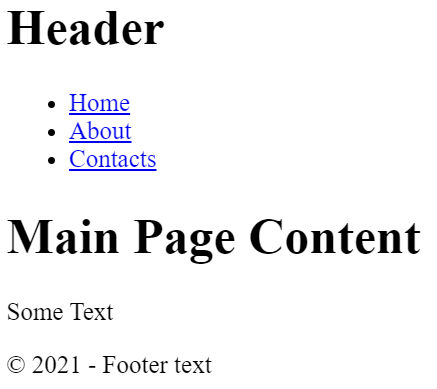 Header
Home
About
Contacts
Main Page Content
Some Text
© 2021 - Footer text